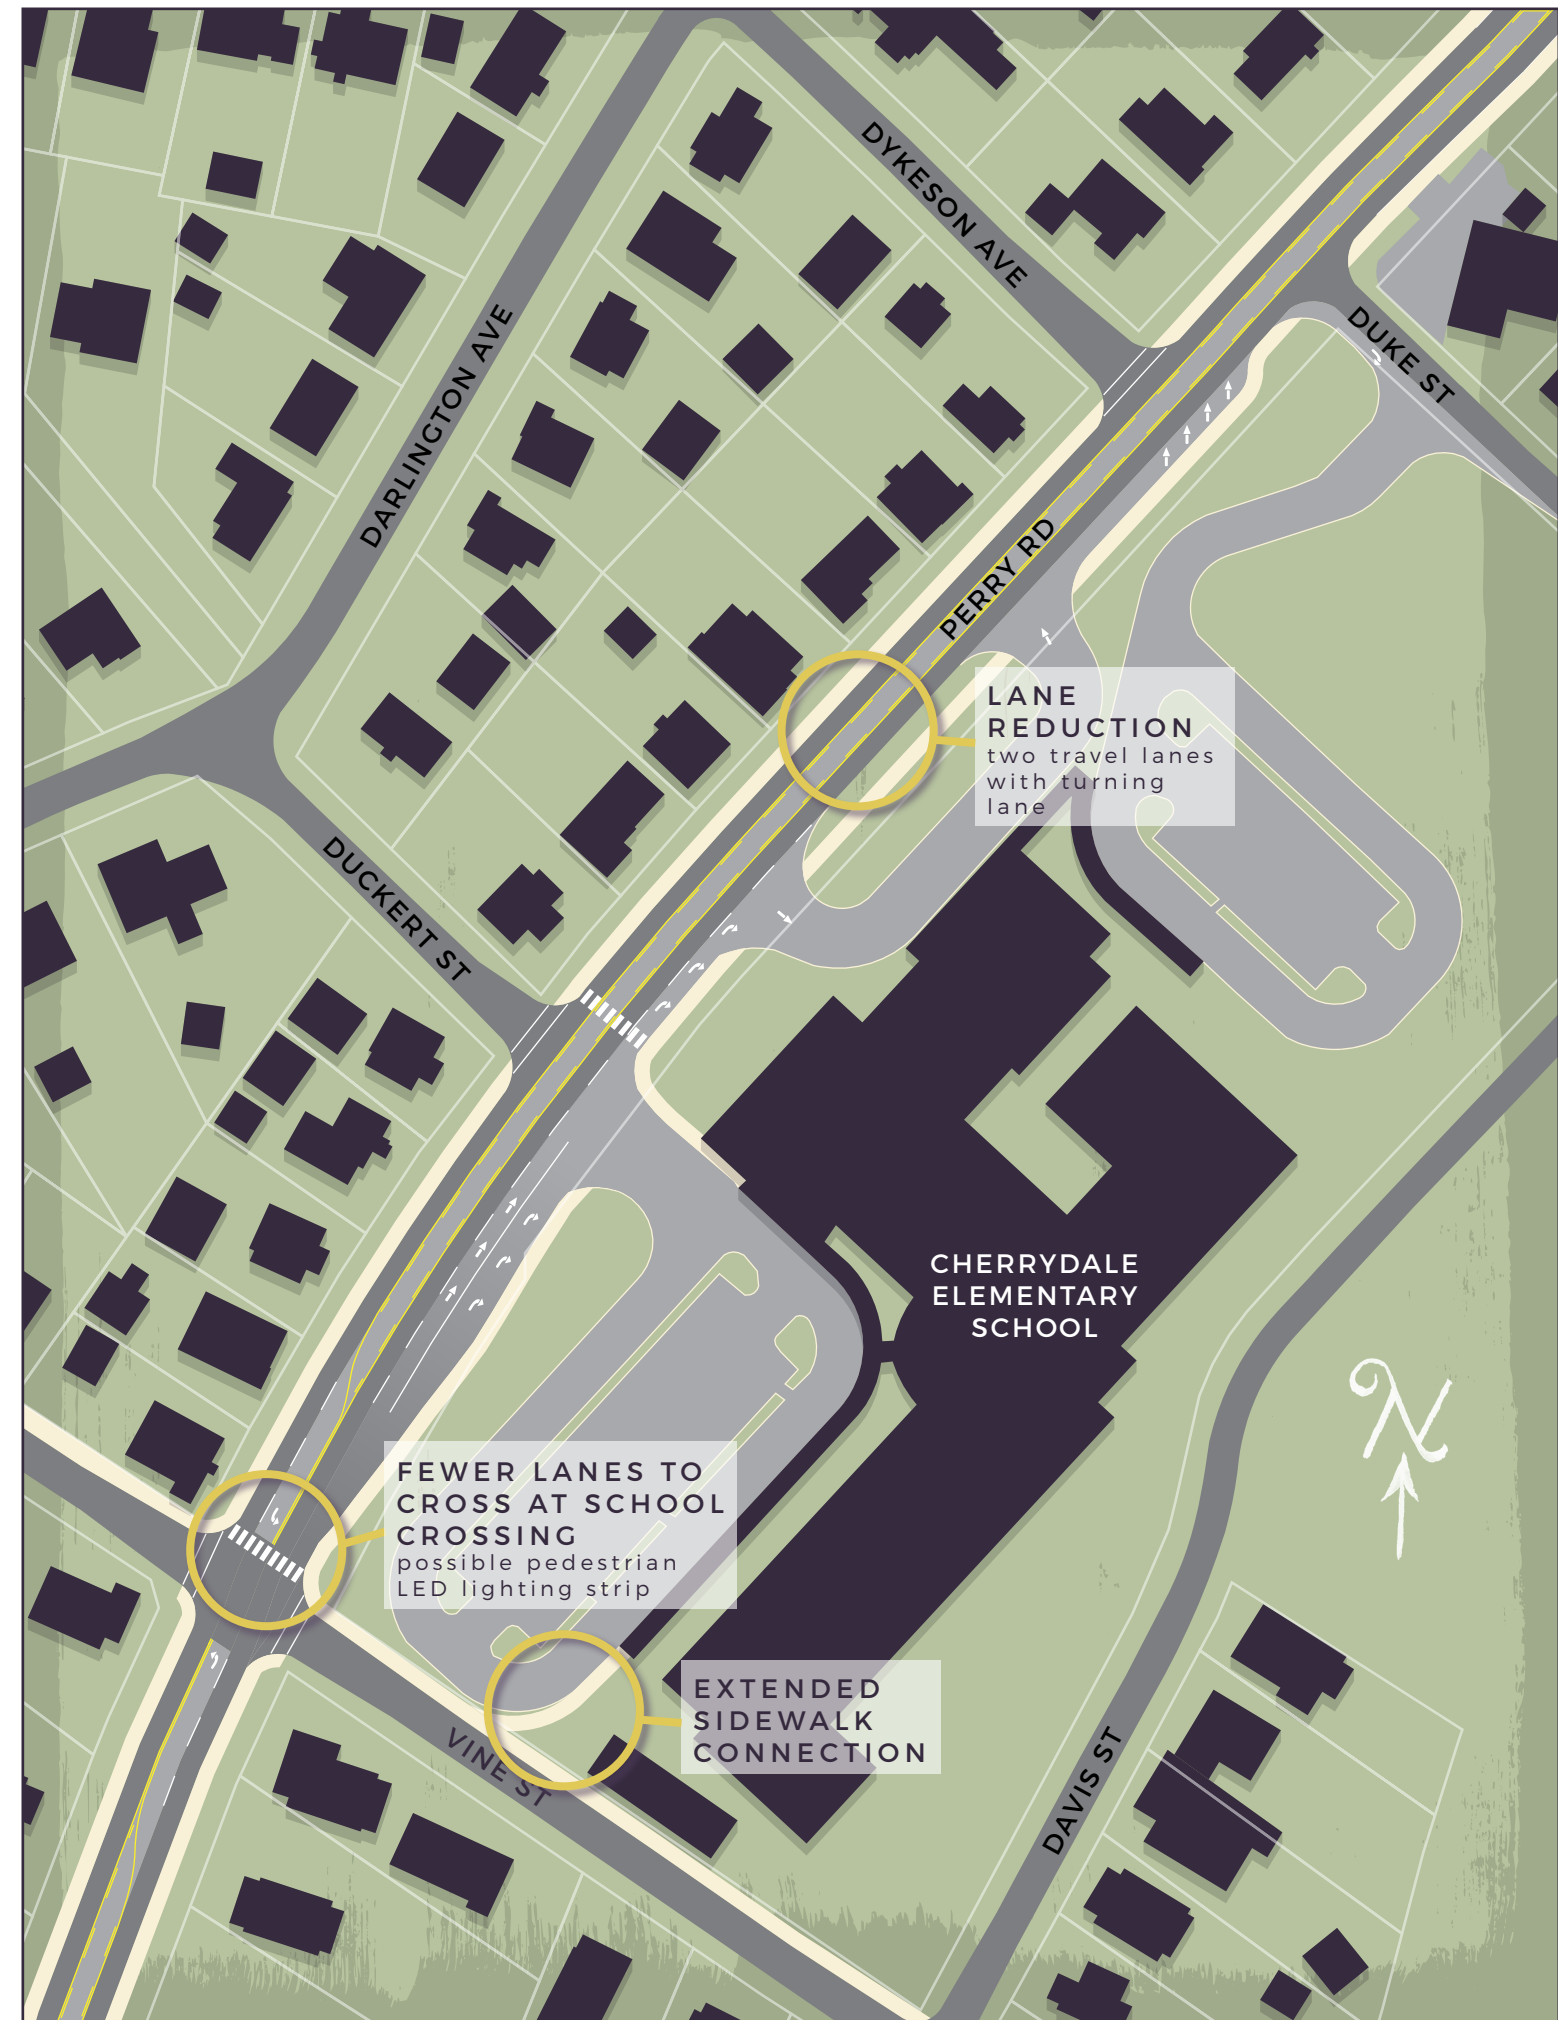 DYKESON AVE
DUKE ST
DARLINGTON AVE
PERRY RD
LANE
REDUCTION
two travel lanes
with turning
lane
DUCKERT ST
CHERRYDALE
ELEMENTARY
SCHOOL
N
FEWER LANES TO
CROSS AT SCHOOL
CROSSING
possible pedestrian
LED lighting strip
EXTENDED
SIDEWALK
CONNECTION
VINE ST
DAVIS ST